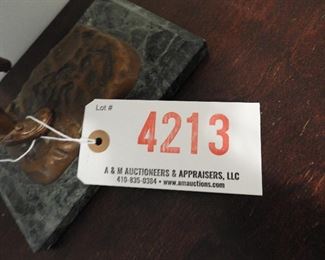 Lot #
4213
A & M AUCTIONEERS & APPRAISERS, LLC
410-835-0384 • www.amauctions.com